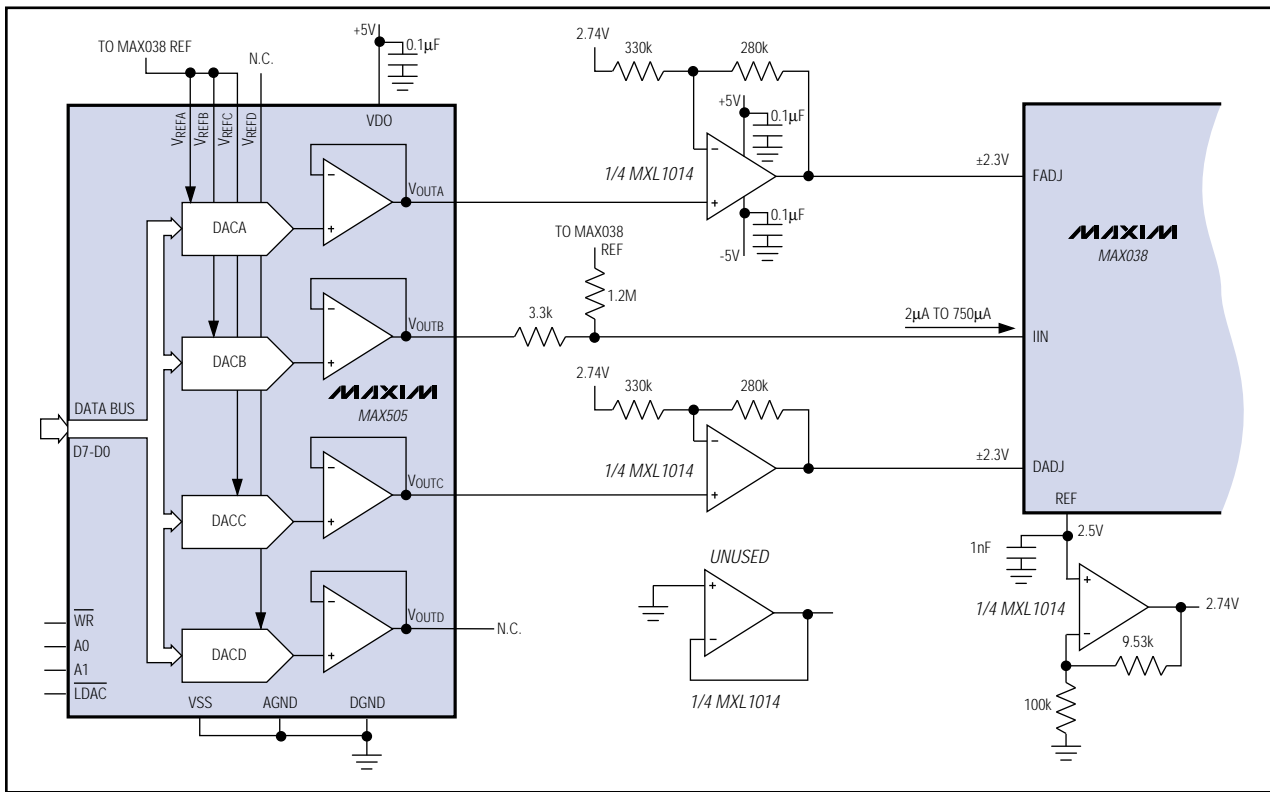 +5V
TO MAX038 REF
N.C.
0.1µF
2.74V
330k
280k
VREFA
VREFB
VREFC
VREFD
VDO
+5V
0.1µF
1/4 MXL1014
±2.3V
FADJ
VOUTA
DACA
0.1µF
-5V
TO MAX038
REF
MAXIM
MAX038
1.2M
VOUTB
3.3k
2µA TO 750µA
IIN
DACB
MAXIM
MAX505
2.74V
330k
280k
DATA BUS
D7-D0
1/4 MXL1014
±2.3V
DADJ
VOUTC
DACC
REF
2.5V
1nF
UNUSED
1/4 MXL1014
2.74V
WR
A0
A1
LDAC
DACD
VOUTD
N.C.
9.53k
1/4 MXL1014
100k
VSS
AGND
DGND